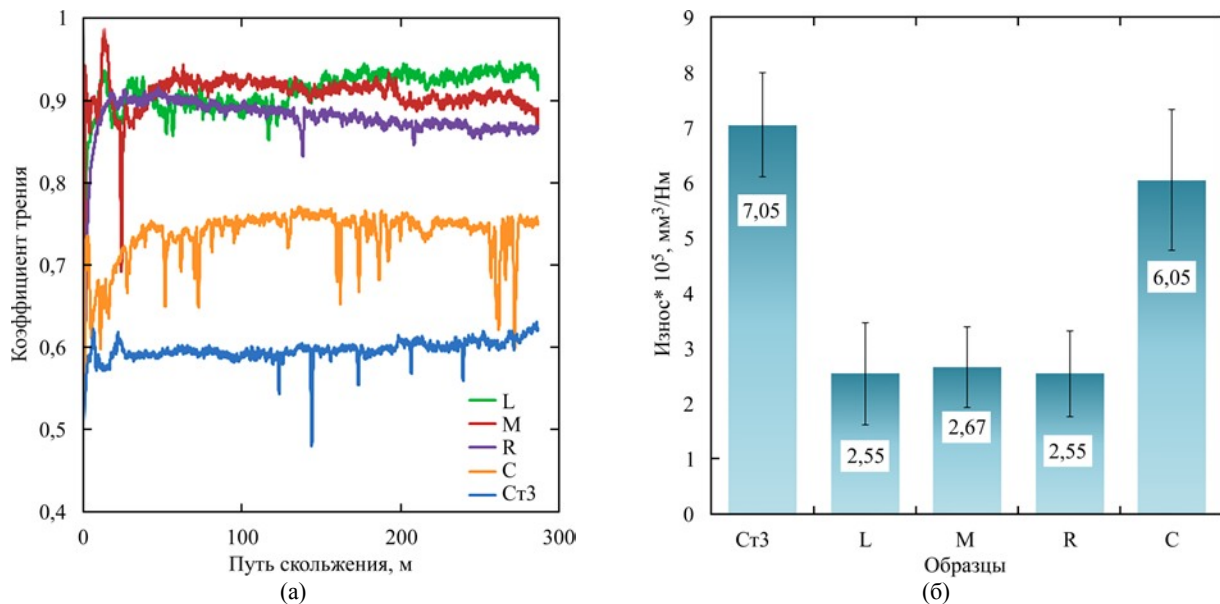 1
0,9
0,8
0,7
0,6
0,5
0,4
Коэффициент трения
L
M
R
C
Ст3
0 100 200 300
Путь скольжения, м
(а)
9
8
7
6
5
4
3
2
1
0
Износ* 10⁵, мм³/Нм
7,05
2,55
2,67
2,55
6,05
Ст3 L M R C
Образцы
(б)